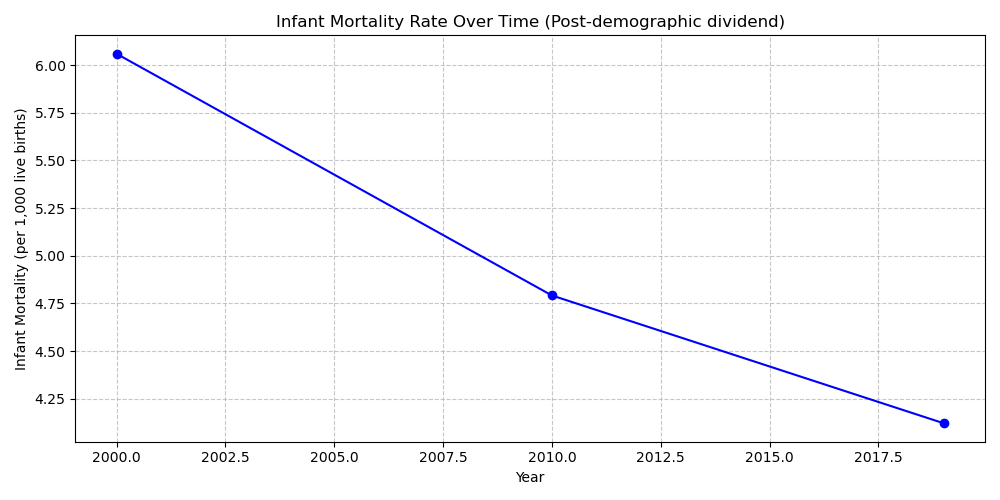 Infant Mortality Rate Over Time (Post-demographic dividend)
Infant Mortality (per 1,000 live births)
6.00
5.75
5.50
5.25
5.00
4.75
4.50
4.25
2000.0 2002.5 2005.0 2007.5 2010.0 2012.5 2015.0 2017.5
Year